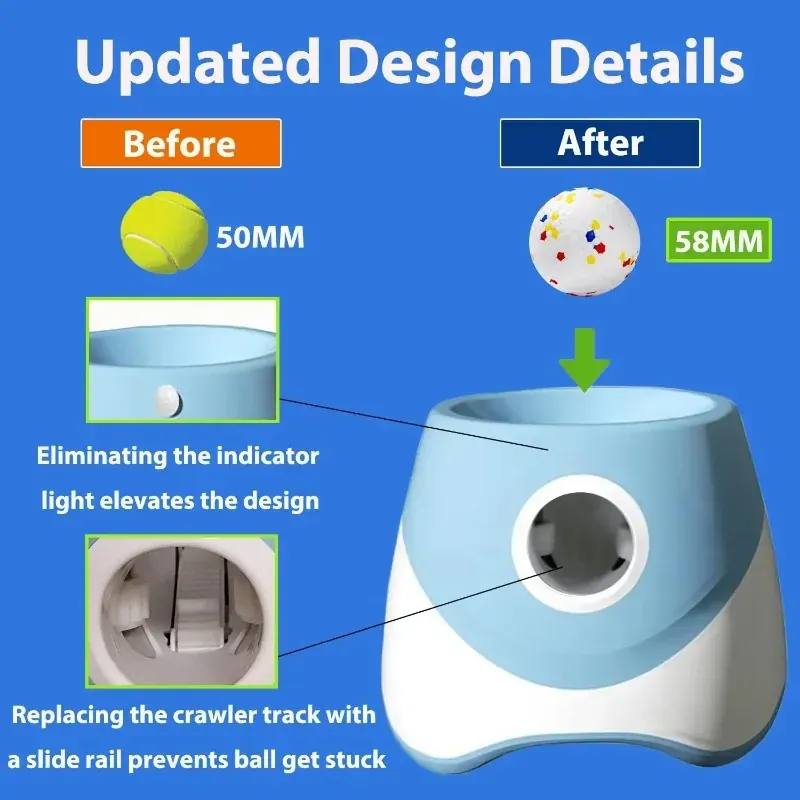 Updated Design Details
Before
After
50MM
58MM
Eliminating the indicator
light elevates the design
Replacing the crawler track with
a slide rail prevents ball get stuck